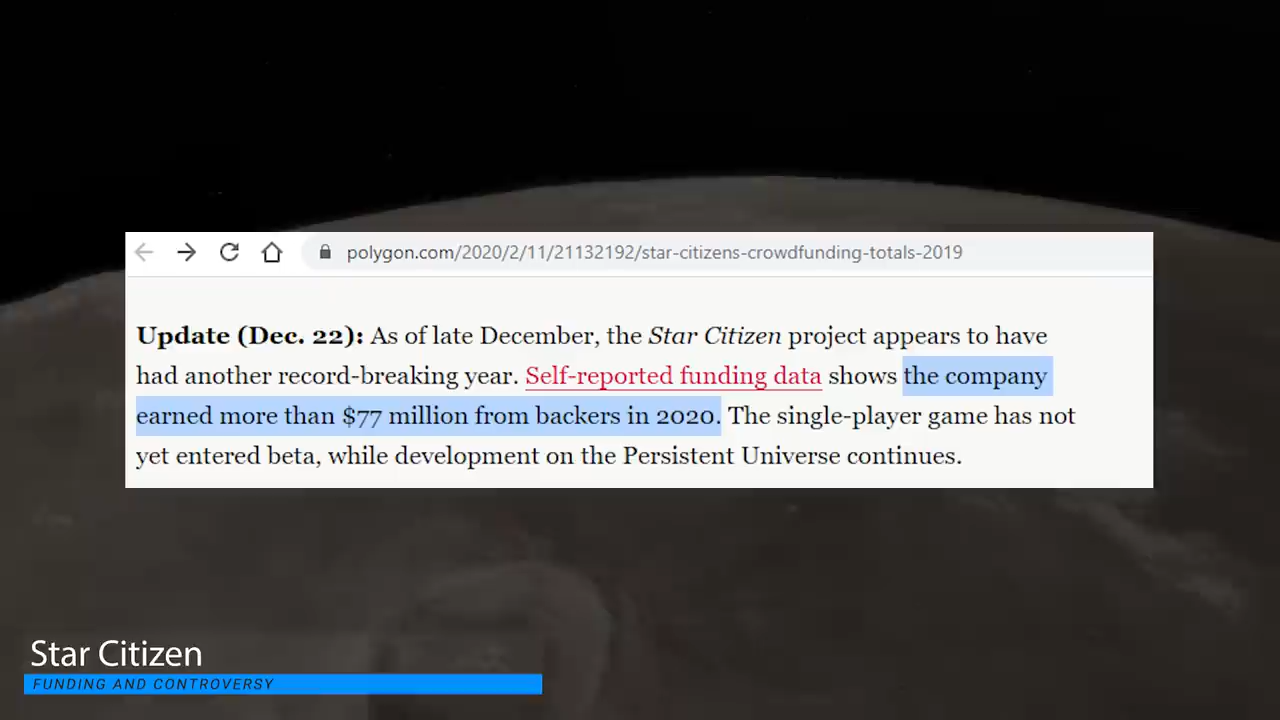 polygon.com/2020/2/11/21132192/star-citizens-crowdfunding-totals-2019
Update (Dec. 22): As of late December, the Star Citizen project appears to have
had another record-breaking year. Self-reported funding data shows the company
earned more than $77 million from backers in 2020. The single-player game has not
yet entered beta, while development on the Persistent Universe continues.
Star Citizen
FUNDING AND CONTROVERSY